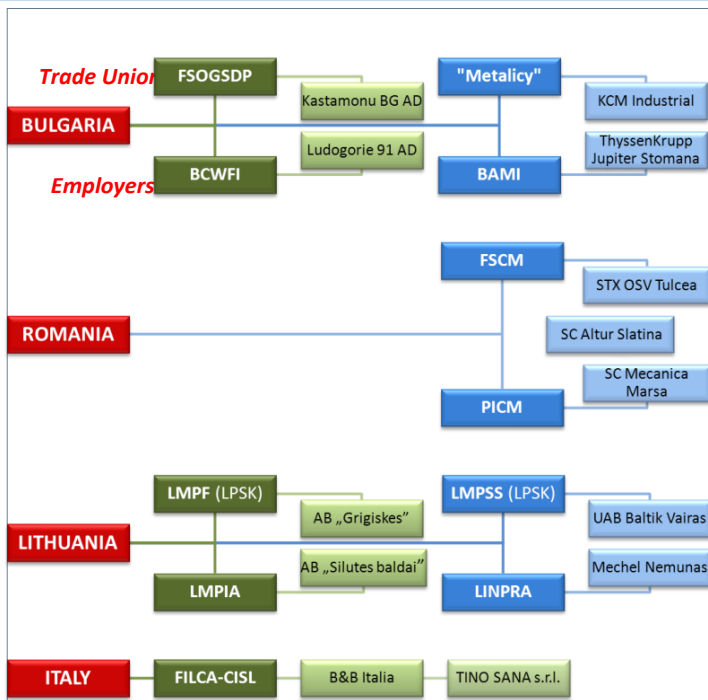 Trade Union
FSOGSDP
"Metalicy"
Kastamonu BG AD
KCM Industrial
BULGARIA
Ludogorie 91 AD
ThyssenKrupp
Jupiter Stomana
Employers
BCWFI
BAMI
FSCM
STX OSV Tulcea
ROMANIA
SC Altur Slatina
SC Mecanica
Marsa
PICM
LMPF (LPSK)
LMPSS (LPSK)
AB „Grigiskes”
UAB Baltik Vairas
LITHUANIA
AB „Silutes baldai”
Mechel Nemunas
LMPIA
LINPRA
ITALY
FILCA-CISL
B&B Italia
TINO SANA s.r.l.